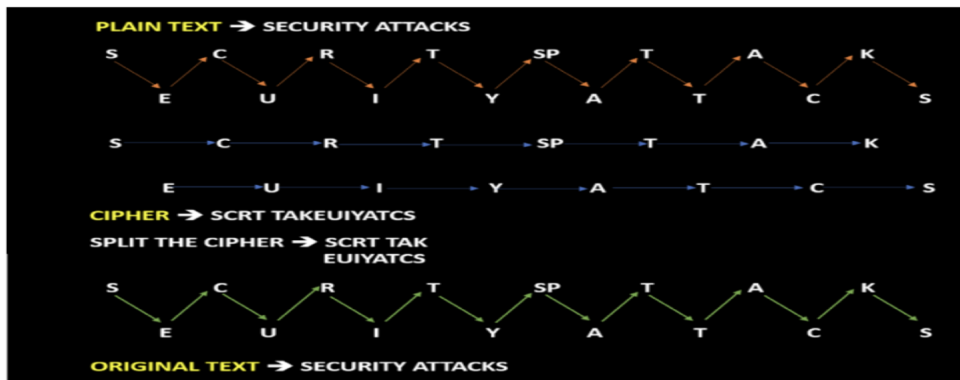 PLAIN TEXT → SECURITY ATTACKS
S C R T SP T A K
E U I Y A T C S
S C R T SP T A K
E U I Y A T C S
CIPHER → SCRT TAKEUIYATCS
SPLIT THE CIPHER → SCRT TAK
EUIYATCS
S C R T SP T A K
E U I Y A T C S
ORIGINAL TEXT → SECURITY ATTACKS